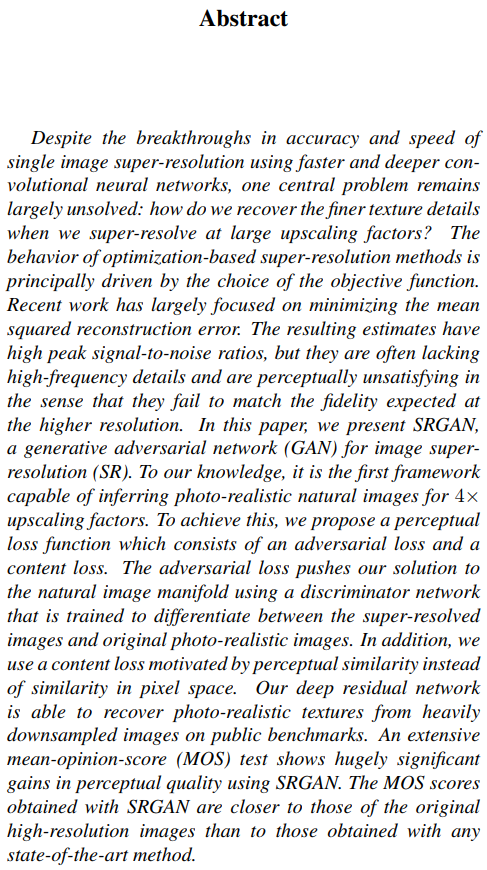 Abstract
Despite the breakthroughs in accuracy and speed of
single image super-resolution using faster and deeper con-
volutional neural networks, one central problem remains
largely unsolved: how do we recover the finer texture details
when we super-resolve at large upscaling factors? The
behavior of optimization-based super-resolution methods is
principally driven by the choice of the objective function.
Recent work has largely focused on minimizing the mean
squared reconstruction error. The resulting estimates have
high peak signal-to-noise ratios, but they are often lacking
high-frequency details and are perceptually unsatisfying in
the sense that they fail to match the fidelity expected at
the higher resolution. In this paper, we present SRGAN,
a generative adversarial network (GAN) for image super-
resolution (SR). To our knowledge, it is the first framework
capable of inferring photo-realistic natural images for 4×
upscaling factors. To achieve this, we propose a perceptual
loss function which consists of an adversarial loss and a
content loss. The adversarial loss pushes our solution to
the natural image manifold using a discriminator network
that is trained to differentiate between the super-resolved
images and original photo-realistic images. In addition, we
use a content loss motivated by perceptual similarity instead
of similarity in pixel space. Our deep residual network
is able to recover photo-realistic textures from heavily
downsampled images on public benchmarks. An extensive
mean-opinion-score (MOS) test shows hugely significant
gains in perceptual quality using SRGAN. The MOS scores
obtained with SRGAN are closer to those of the original
high-resolution images than to those obtained with any
state-of-the-art method.